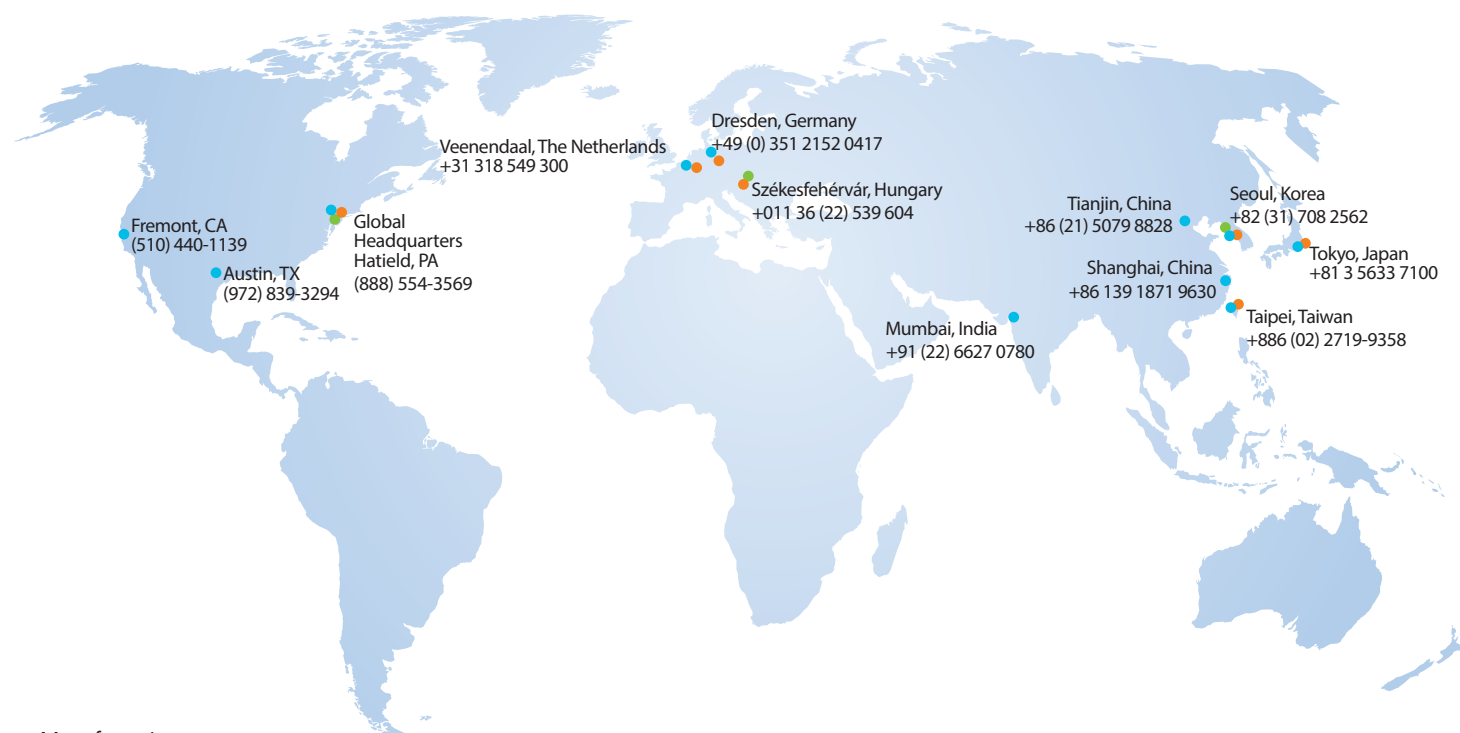 Dresden, Germany
+49 (0) 351 2152 0417
Veenendaal, The Netherlands
+31 318 549 300
Székesfehérvár, Hungary
+011 36 (22) 539 604
Fremont, CA
(510) 440-1139
Austin, TX
(972) 839-3294
Global
Headquarters
Hatield, PA
(888) 554-3569
Tianjin, China
+86 (21) 5079 8828
Seoul, Korea
+82 (31) 708 2562
Tokyo, Japan
+81 3 5633 7100
Shanghai, China
+86 139 1871 9630
Taipei, Taiwan
+886 (02) 2719-9358
Mumbai, India
+91 (22) 6627 0780